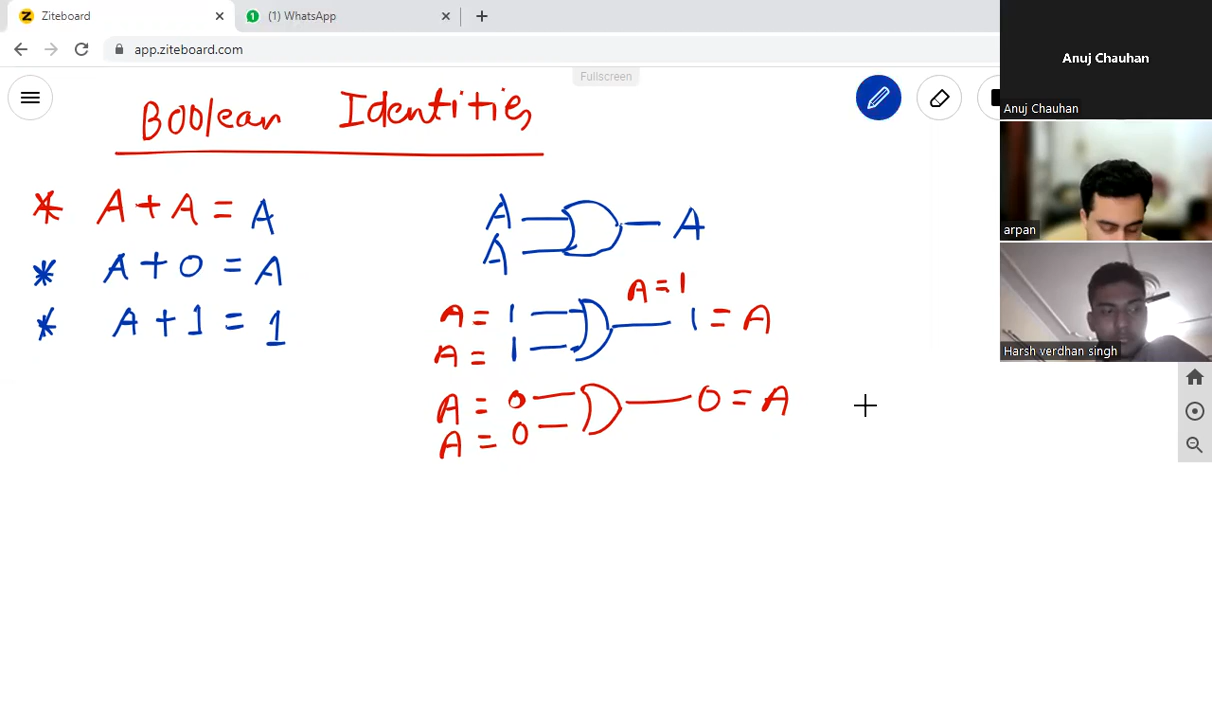 Ziteboard
(1) WhatsApp
app.ziteboard.com
Fullscreen
Anuj Chauhan
Anuj Chauhan
arpan
Harsh verdhan singh
Boolean Identities
* A + A = A
* A + 0 = A
* A + 1 = 1
A
A
A
A = 1
A = 1
A = 1
1 = A
A = 0
A = 0
0 = A